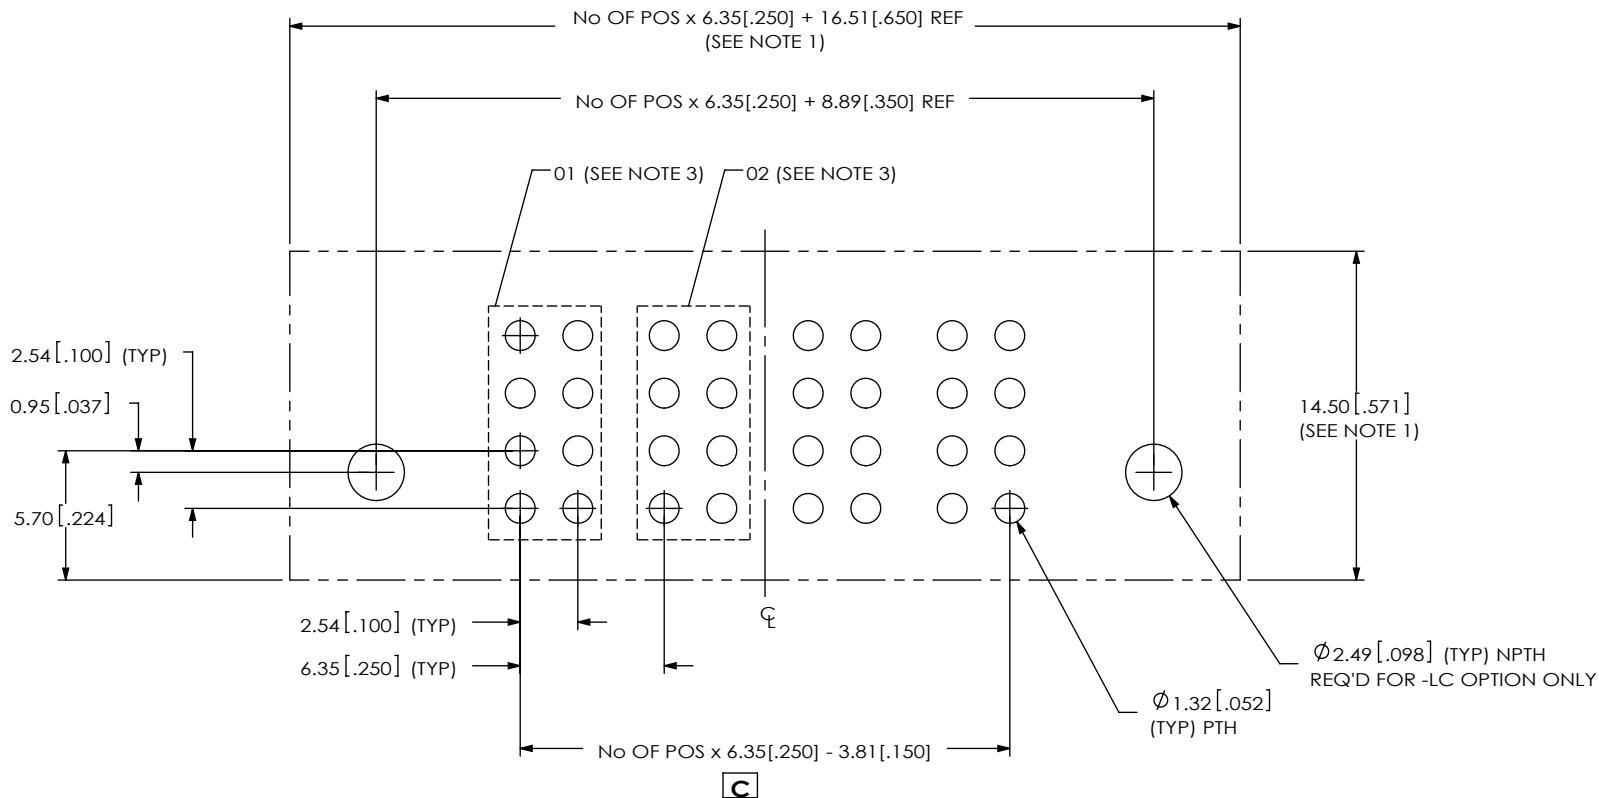 No OF POS x 6.35[.250] + 16.51[.650] REF
(SEE NOTE 1)
No OF POS x 6.35[.250] + 8.89[.350] REF
01 (SEE NOTE 3)
02 (SEE NOTE 3)
2.54[.100] (TYP)
0.95[.037]
14.50[.571]
(SEE NOTE 1)
5.70[.224]
2.54[.100] (TYP)
℄
6.35[.250] (TYP)
Ø2.49[.098] (TYP) NPTH
REQ'D FOR -LC OPTION ONLY
Ø1.32[.052]
(TYP) PTH
No OF POS x 6.35[.250] - 3.81[.150]
C